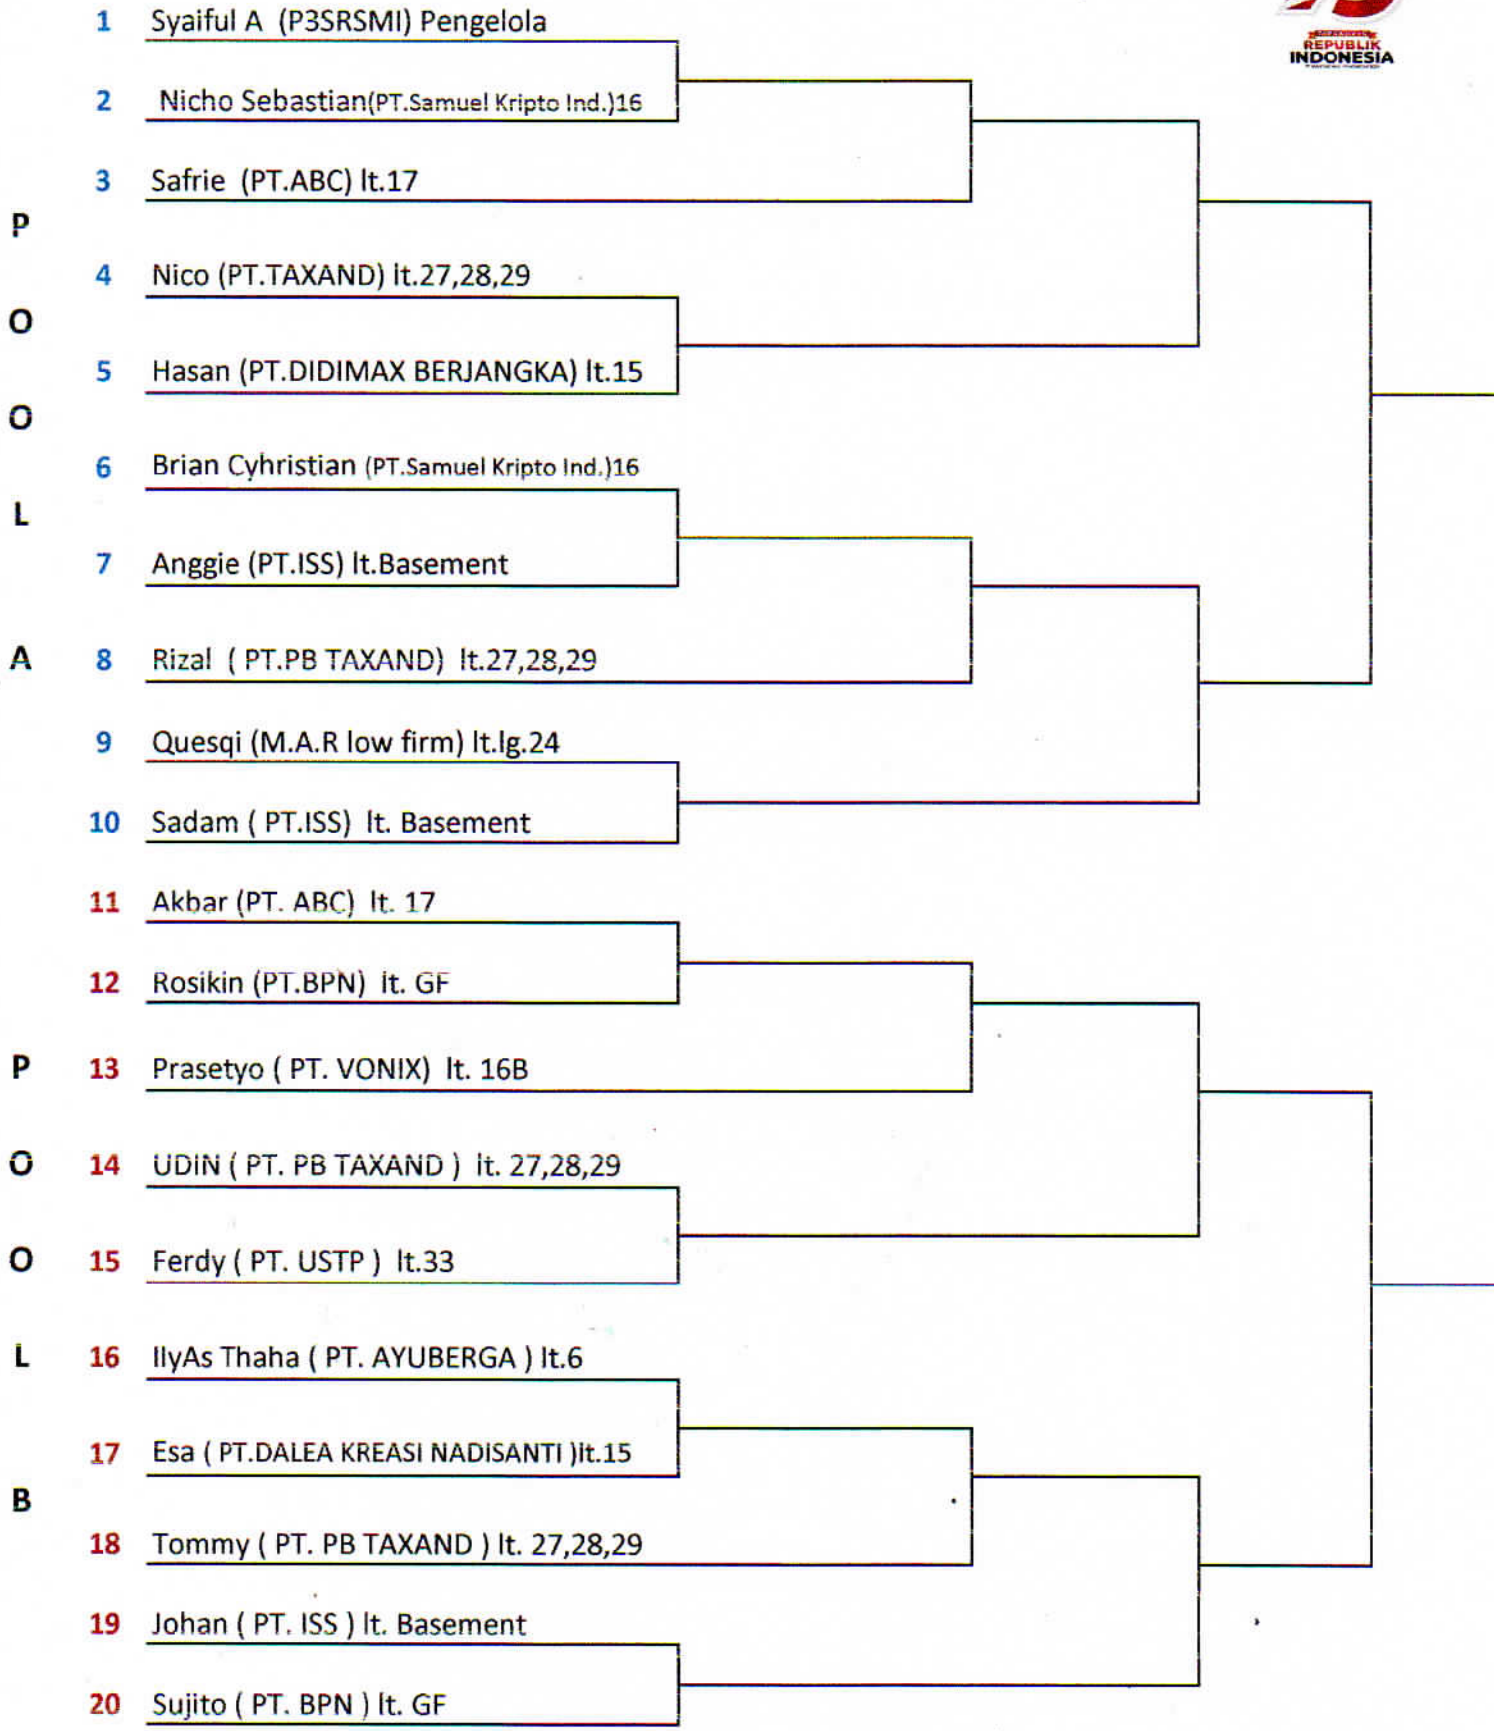 1 Syaiful A (P3SRSMI) Pengelola
REPUBLIK
INDONESIA
2 Nicho Sebastian(PT.Samuel Kripto Ind.)16
3 Safrie (PT.ABC) lt.17
4 Nico (PT.TAXAND) lt.27,28,29
5 Hasan (PT.DIDIMAX BERJANGKA) lt.15
6 Brian Cyhristian (PT.Samuel Kripto Ind.)16
7 Anggie (PT.ISS) lt.Basement
8 Rizal ( PT.PB TAXAND) lt.27,28,29
9 Quesqi (M.A.R low firm) lt.lg.24
10 Sadam ( PT.ISS) lt. Basement
POOL A
11 Akbar (PT. ABC) lt. 17
12 Rosikin (PT.BPN) lt. GF
13 Prasetyo ( PT. VONIX) lt. 16B
14 UDIN ( PT. PB TAXAND ) lt. 27,28,29
15 Ferdy ( PT. USTP ) lt.33
16 IlyAs Thaha ( PT. AYUBERGA ) lt.6
17 Esa ( PT.DALEA KREASI NADISANTI )lt.15
18 Tommy ( PT. PB TAXAND ) lt. 27,28,29
19 Johan ( PT. ISS ) lt. Basement
20 Sujito ( PT. BPN ) lt. GF
POOL B